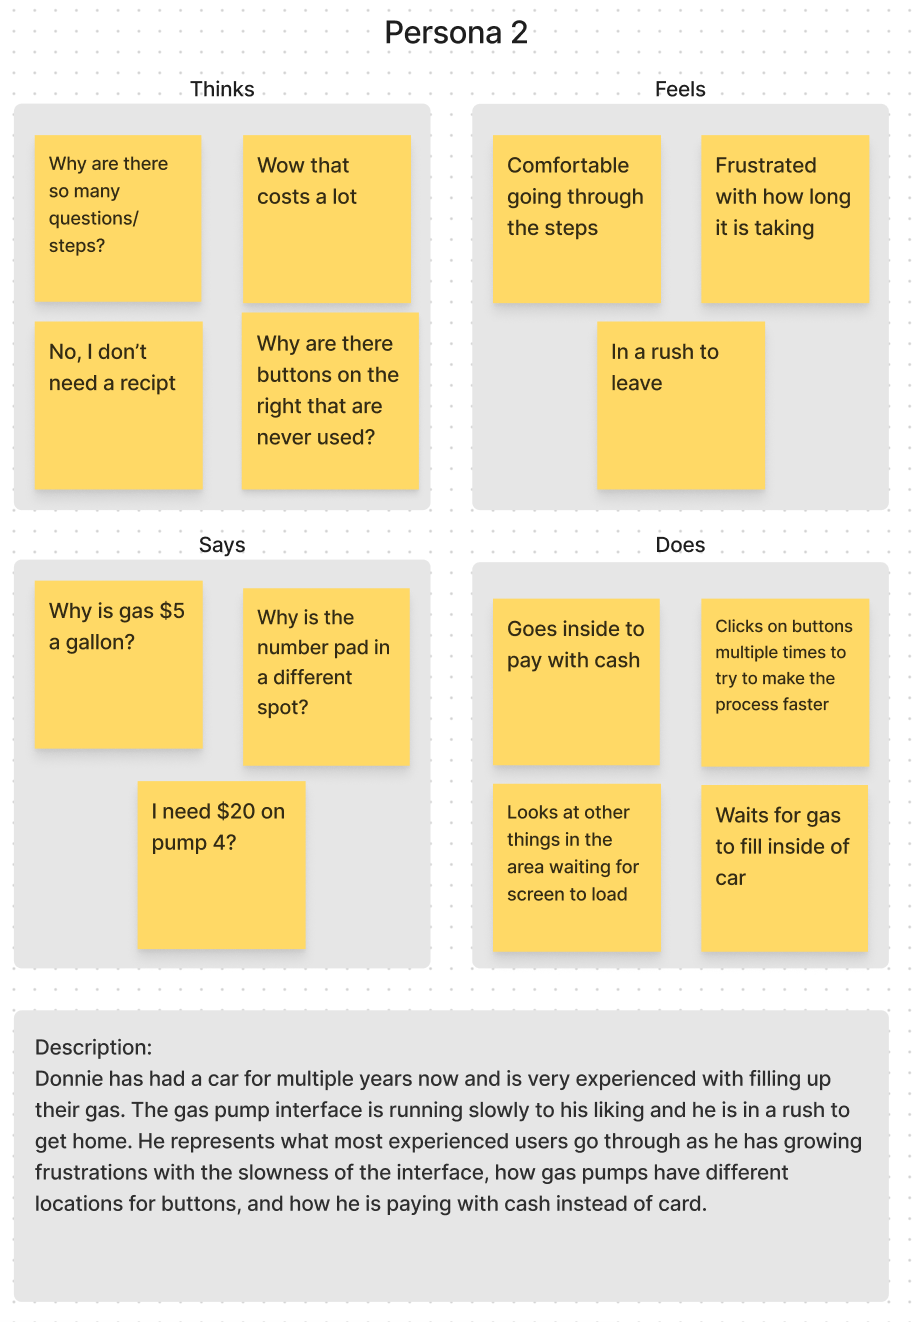 Persona 2
Thinks
Why are there
so many
questions/
steps?
Wow that
costs a lot
No, I don't
need a recipt
Why are there
buttons on the
right that are
never used?
Feels
Comfortable
going through
the steps
Frustrated
with how long
it is taking
In a rush to
leave
Says
Why is gas $5
a gallon?
Why is the
number pad in
a different
spot?
I need $20 on
pump 4?
Does
Goes inside to
pay with cash
Clicks on buttons
multiple times to
try to make the
process faster
Looks at other
things in the
area waiting for
screen to load
Waits for gas
to fill inside of
car
Description:
Donnie has had a car for multiple years now and is very experienced with filling up
their gas. The gas pump interface is running slowly to his liking and he is in a rush to
get home. He represents what most experienced users go through as he has growing
frustrations with the slowness of the interface, how gas pumps have different
locations for buttons, and how he is paying with cash instead of card.